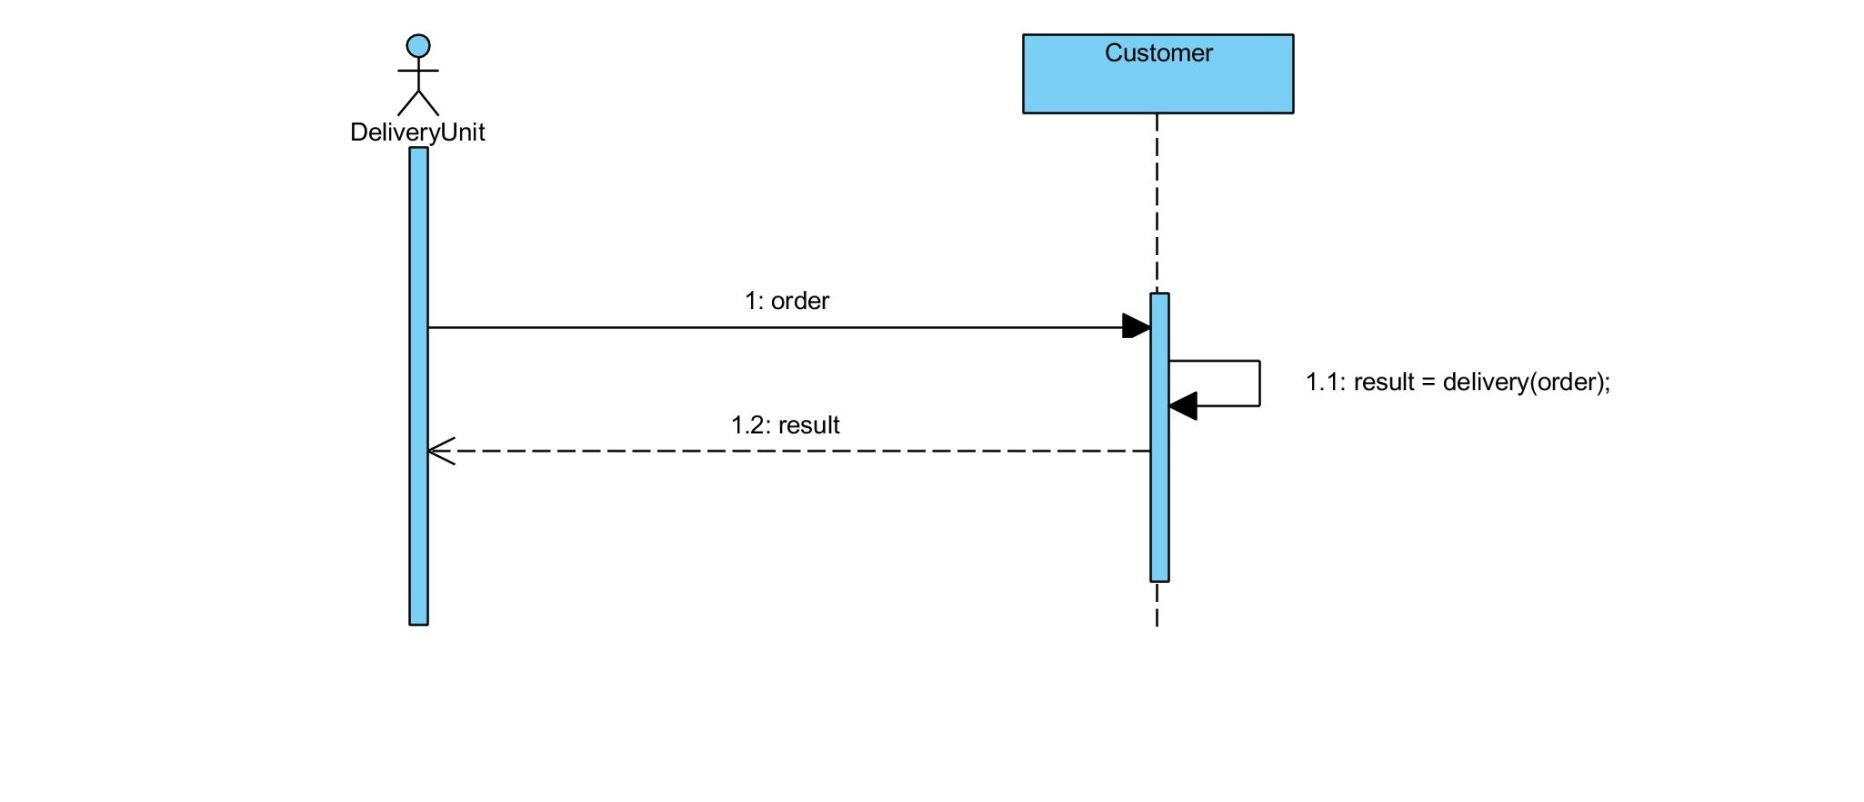 Customer
DeliveryUnit
1: order
1.1: result = delivery(order);
1.2: result